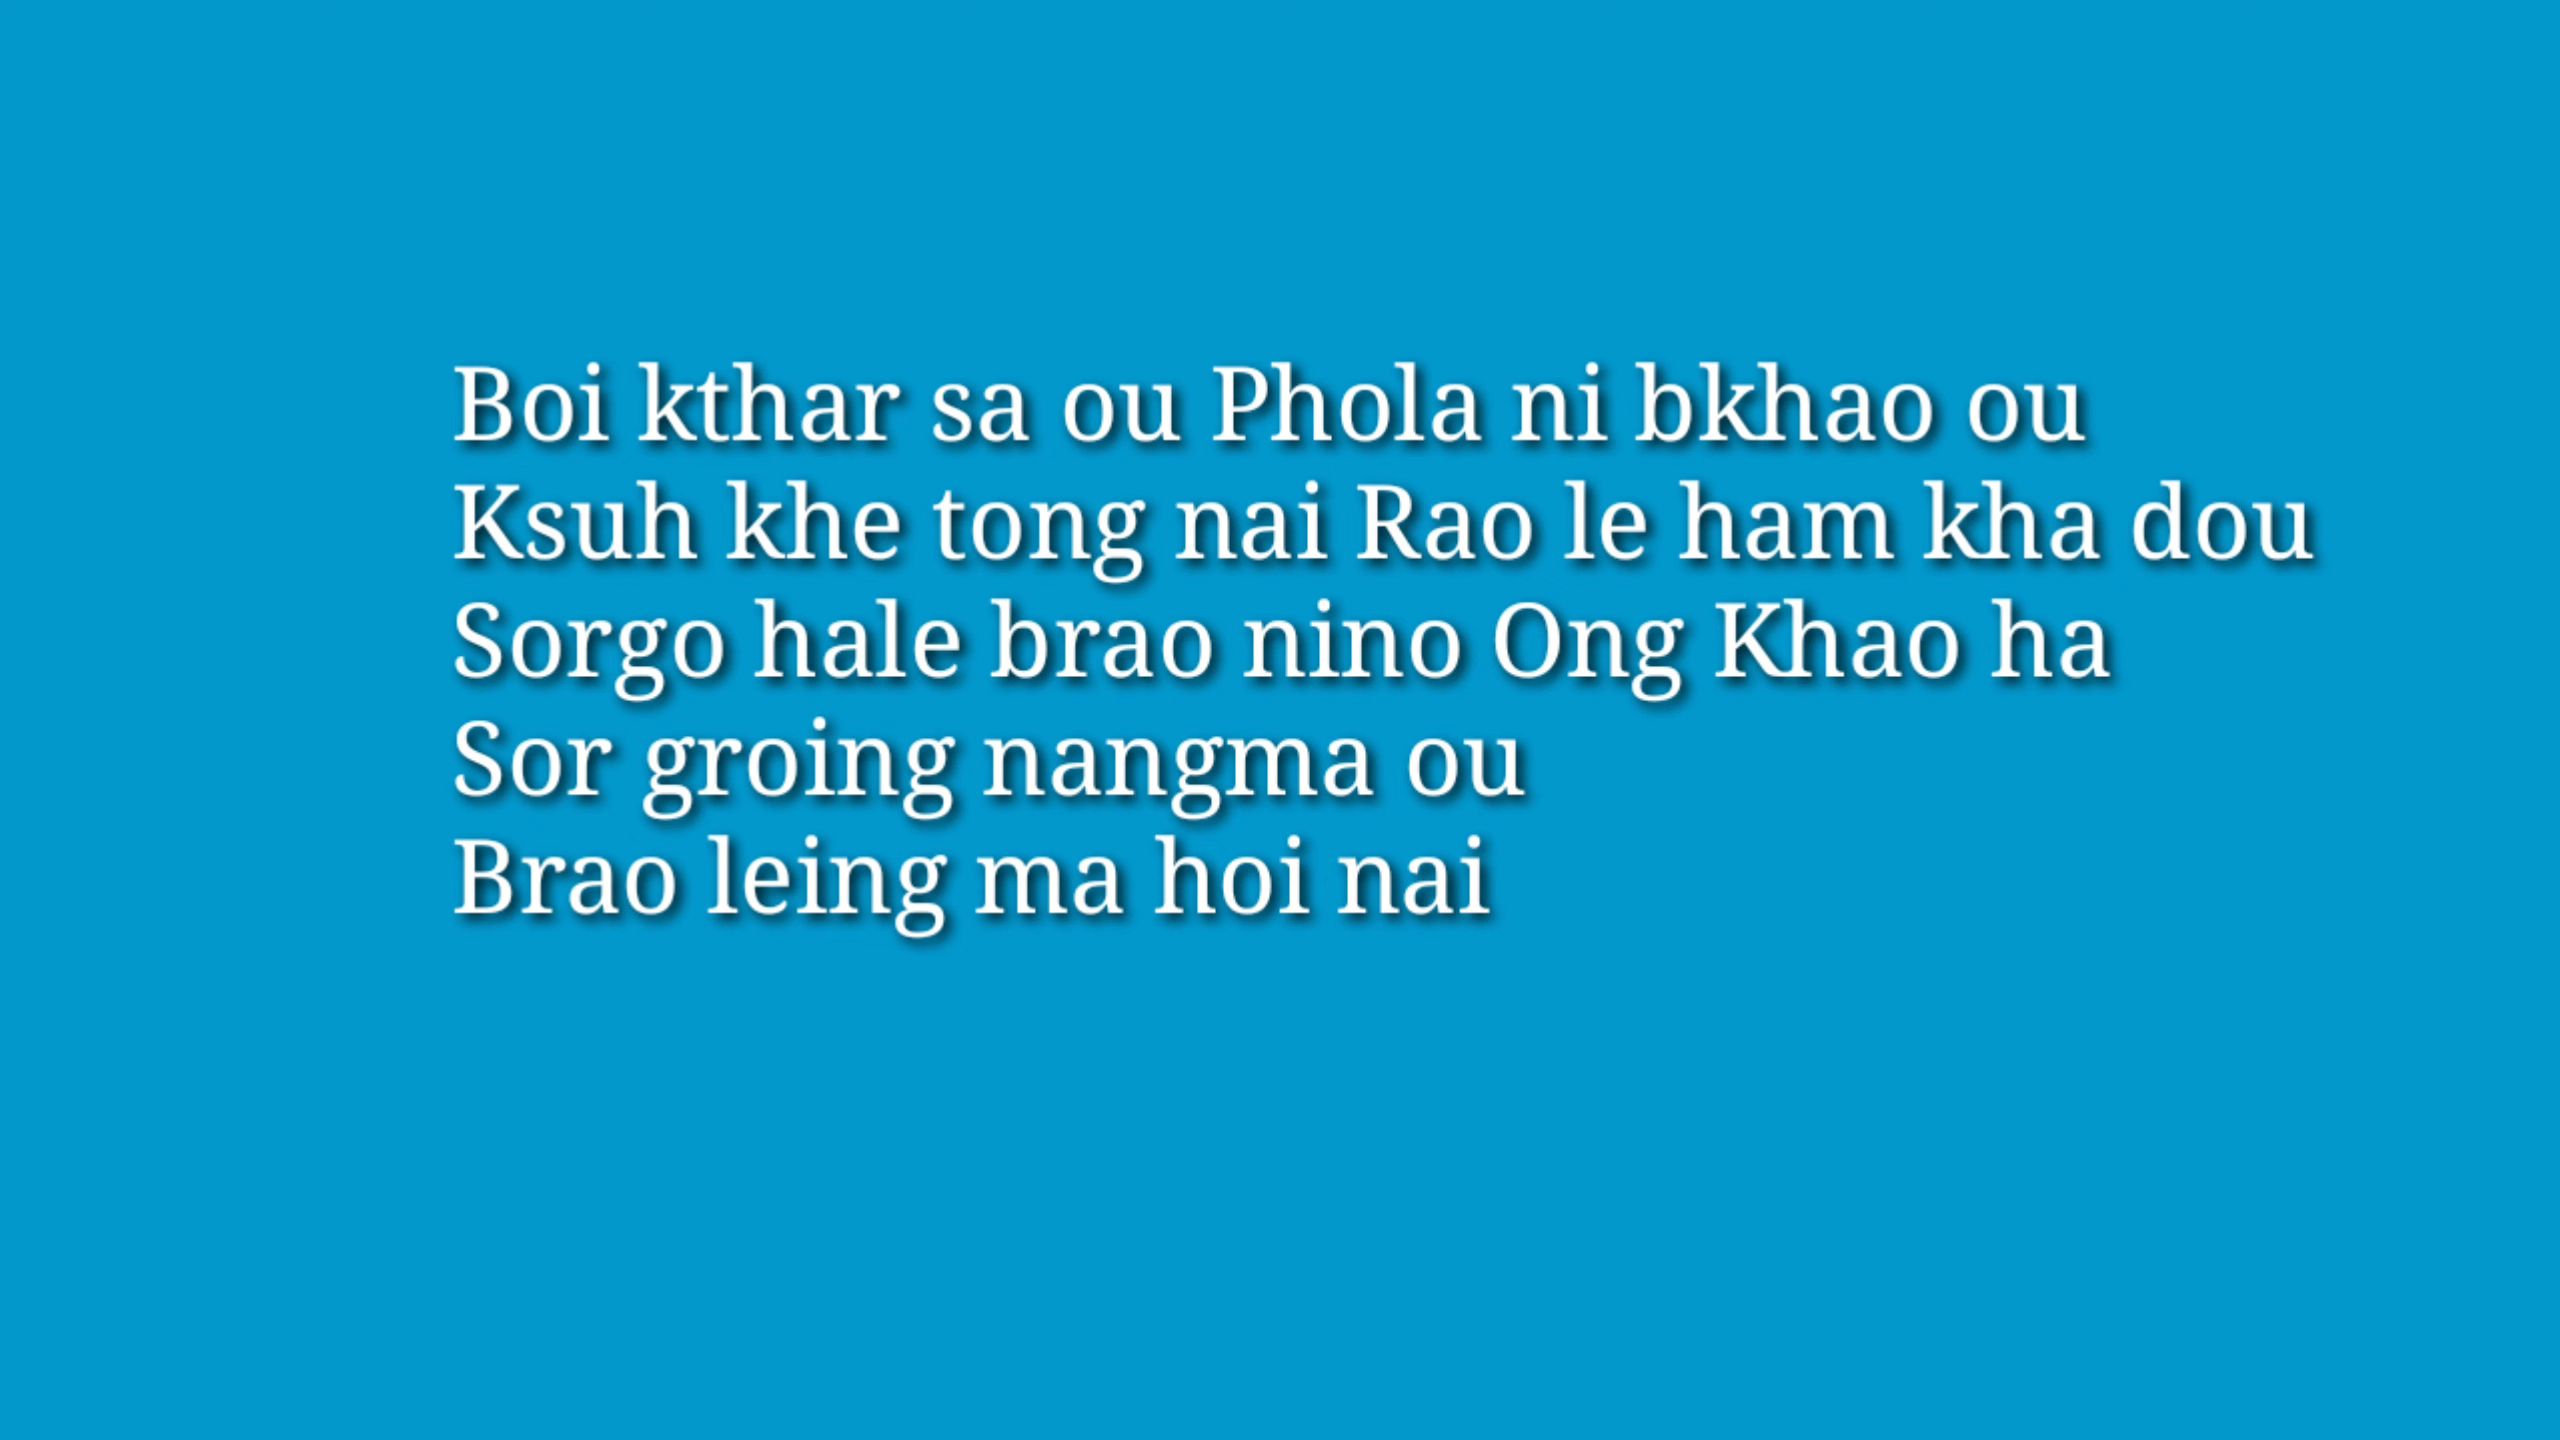 Boi kthar sa ou Phola ni bkhao ou
Ksuh khe tong nai Rao le ham kha dou
Sorgo hale brao nino Ong Khao ha
Sor groing nangma ou
Brao leing ma hoi nai